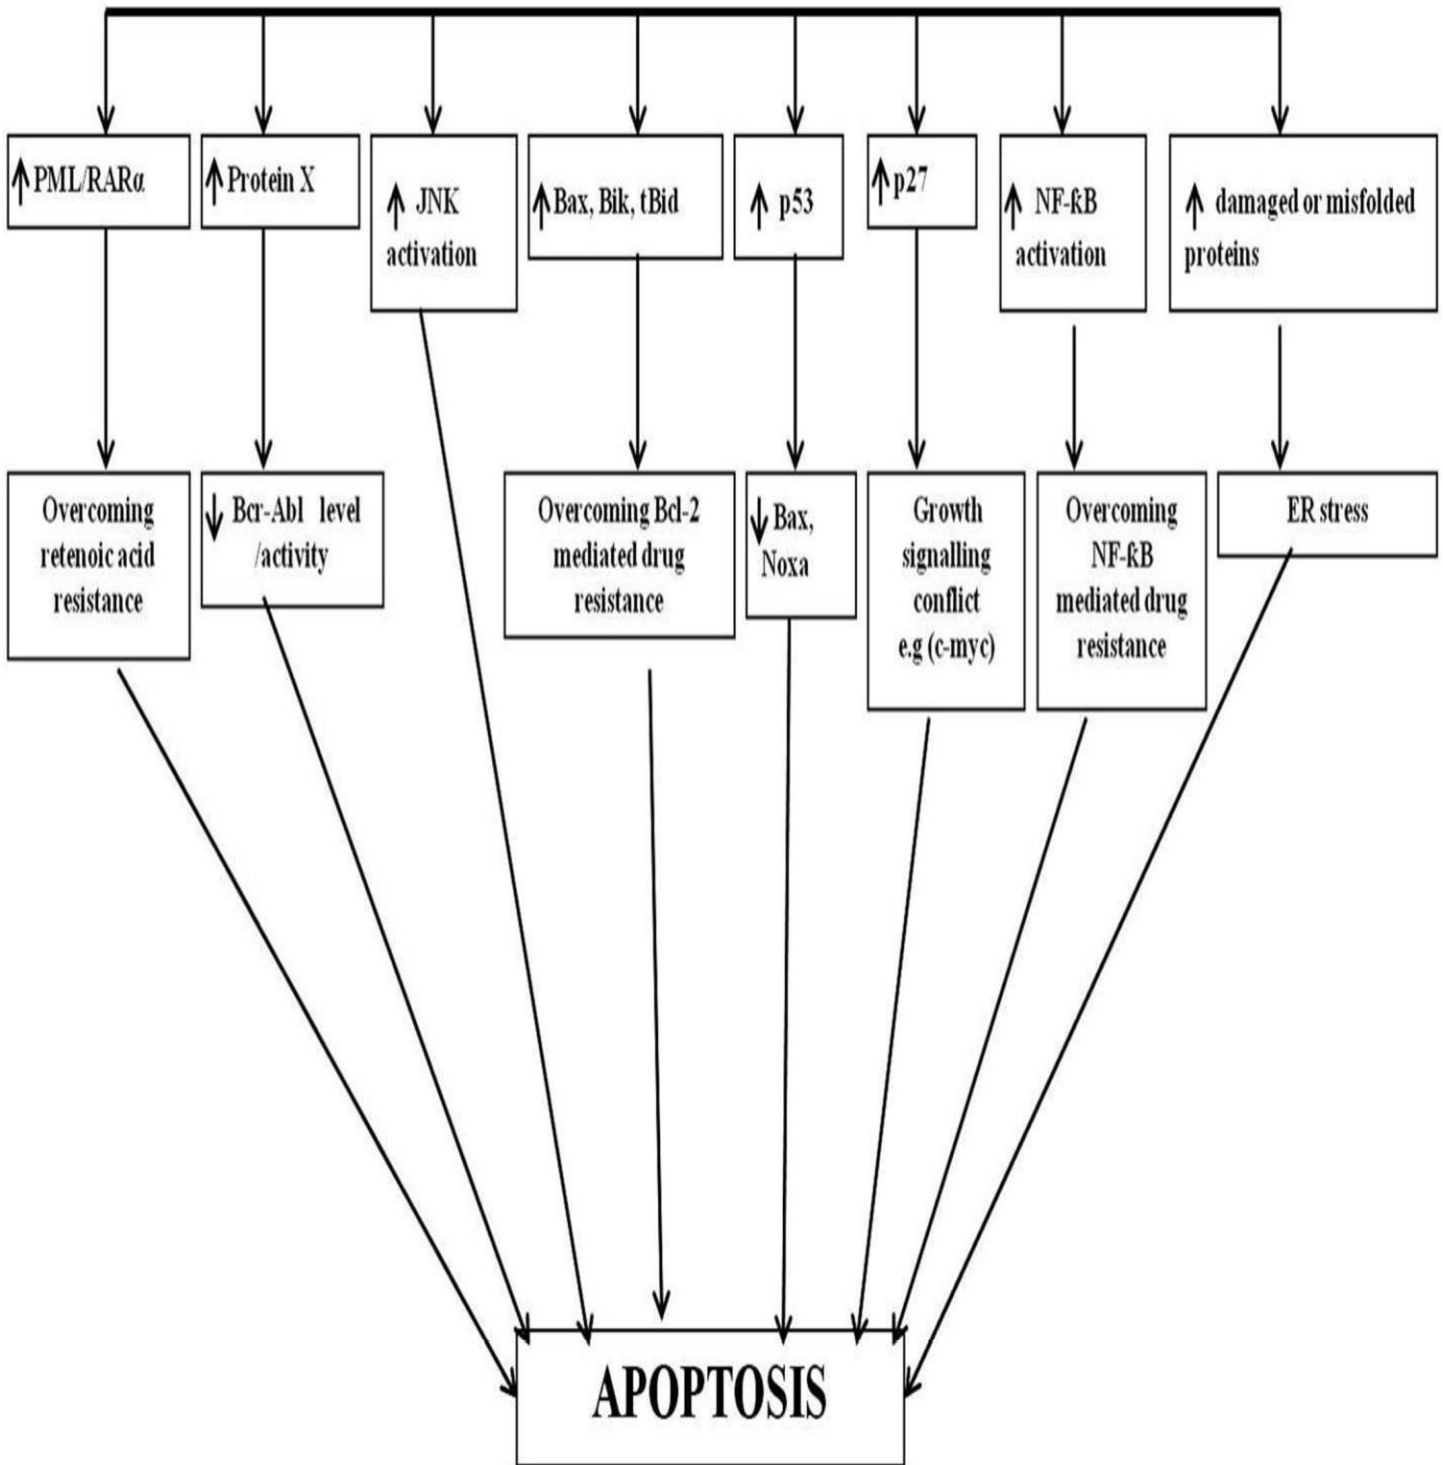 ↑ PML/RARα
↑ Protein X
↑ JNK
activation
↑ Bax, Bik, tBid
↑ p53
↑ p27
↑ NF-ƙB
activation
↑ damaged or misfolded
proteins
Overcoming
retenoic acid
resistance
↓ Bcr-Abl level
/activity
Overcoming Bcl-2
mediated drug
resistance
↓ Bax,
Noxa
Growth
signalling
conflict
e.g (c-myc)
Overcoming
NF-ƙB
mediated drug
resistance
ER stress
APOPTOSIS